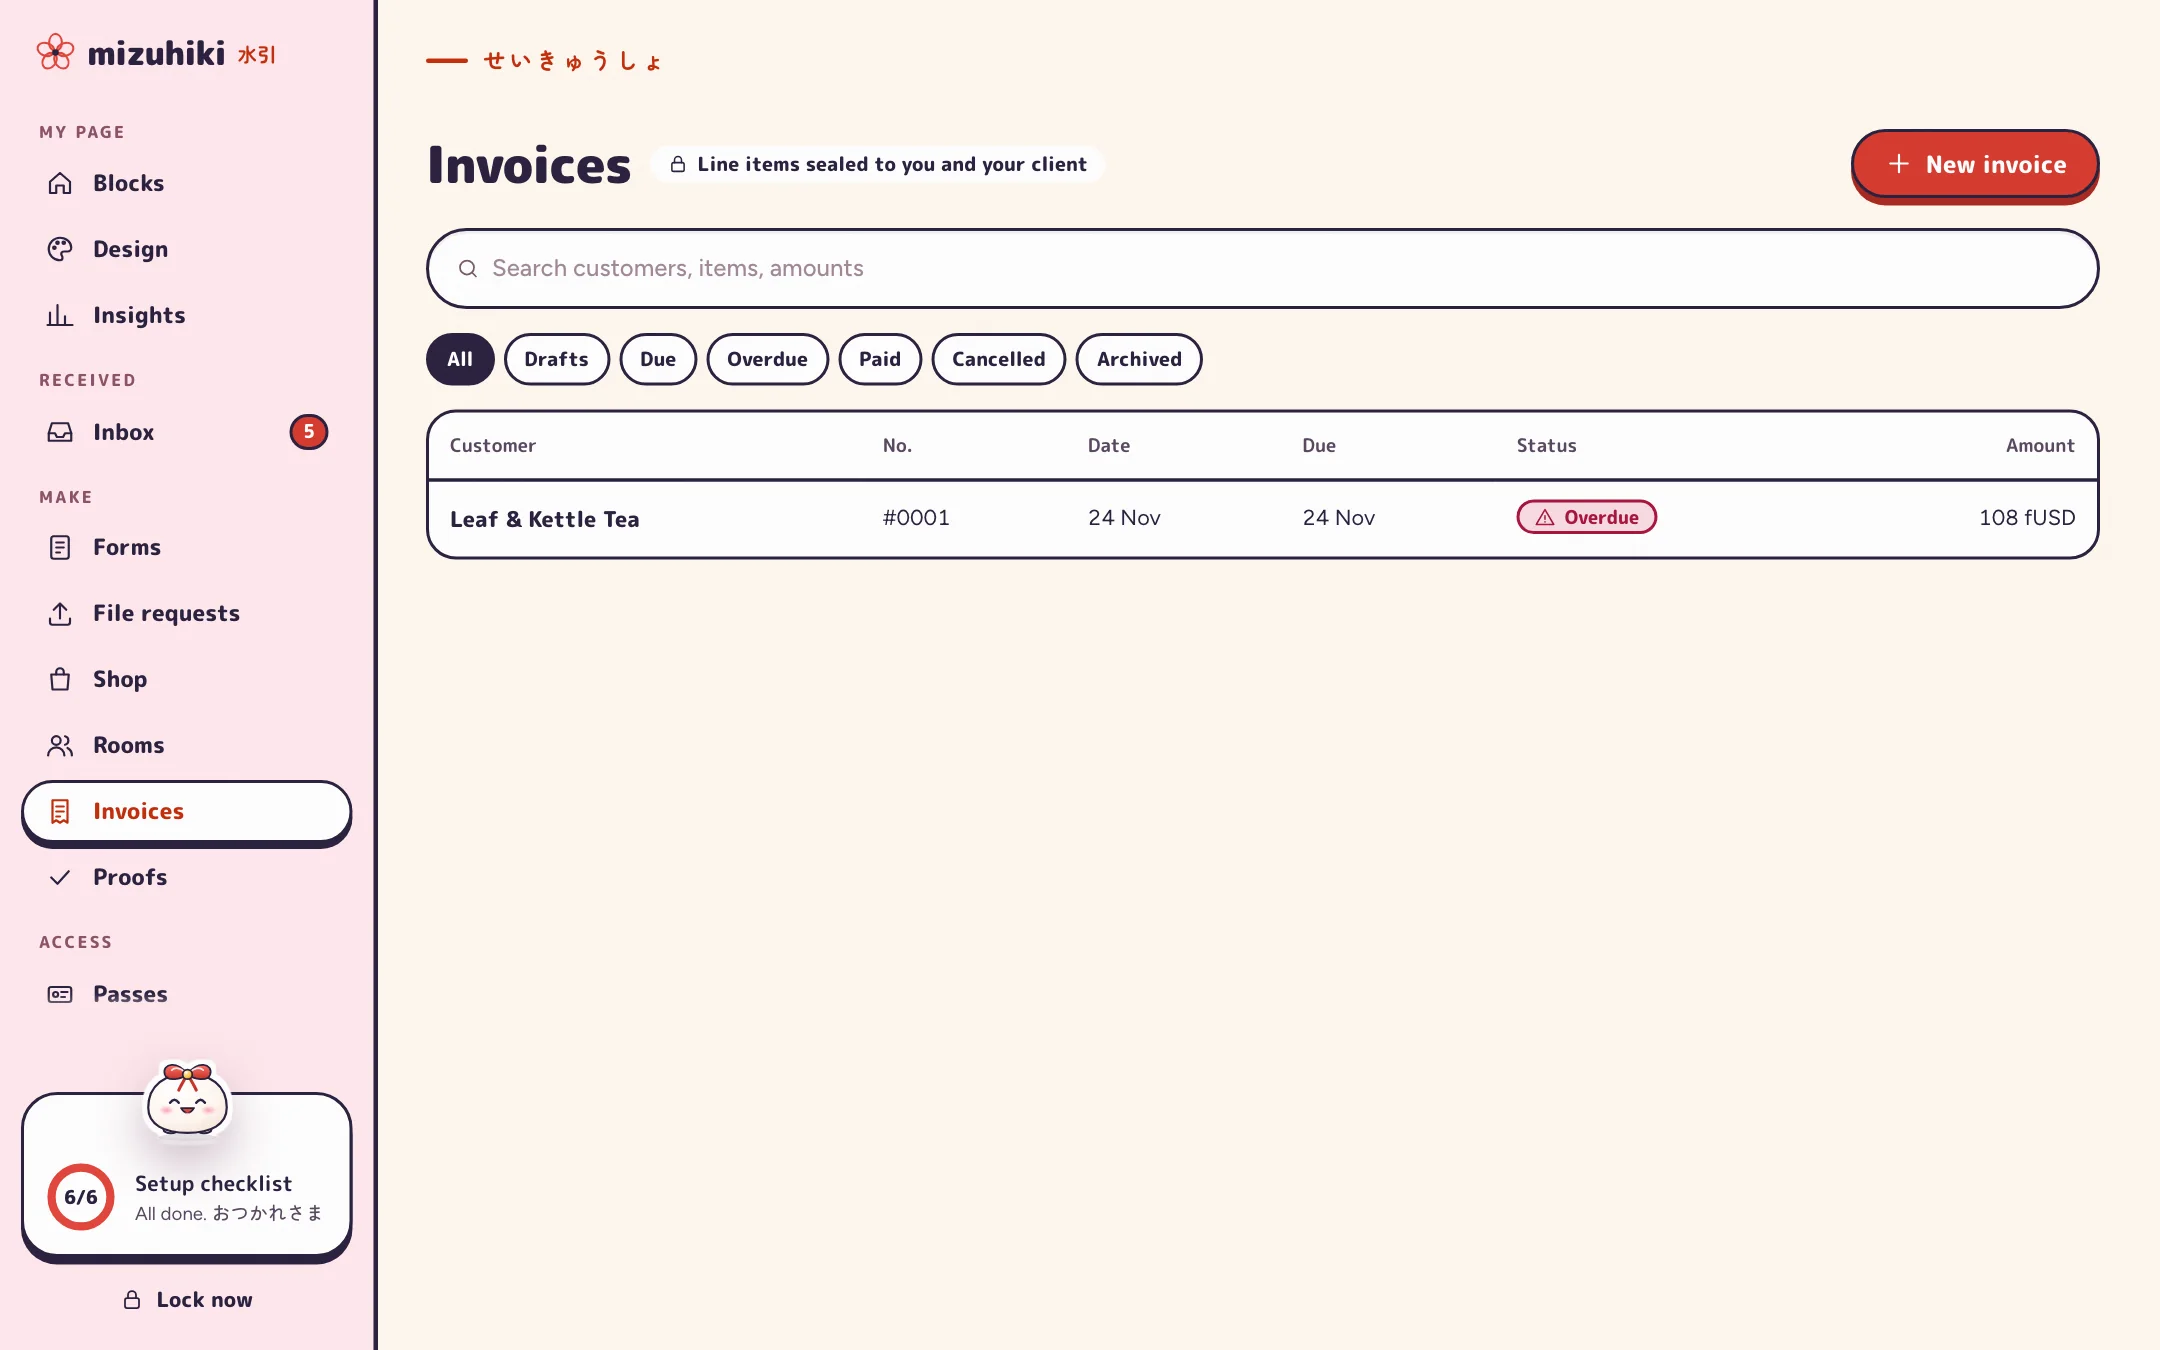 mizuhiki 水引
MY PAGE
Blocks
Design
Insights
RECEIVED
Inbox 5
MAKE
Forms
File requests
Shop
Rooms
Invoices
Proofs
ACCESS
Passes
6/6
Setup checklist
All done. おつかれさま
Lock now
せいきゅうしょ
Invoices
Line items sealed to you and your client
New invoice
Search customers, items, amounts
All Drafts Due Overdue Paid Cancelled Archived
Customer No. Date Due Status Amount
Leaf & Kettle Tea #0001 24 Nov 24 Nov Overdue 108 fUSD